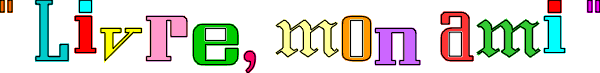 " Livre, mon ami "